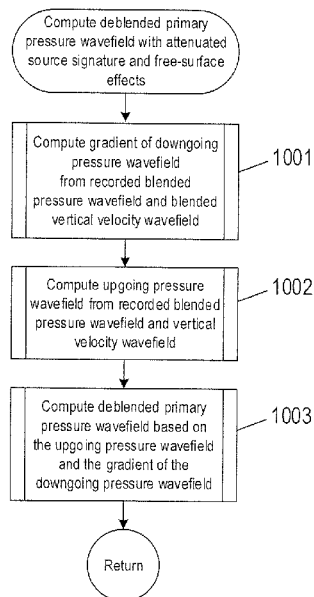 Compute deblended primary
pressure wavefield with attenuated
source signature and free-surface
effects
Compute gradient of downgoing
pressure wavefield
from recorded blended
pressure wavefield and blended
vertical velocity wavefield
1001
Compute upgoing pressure
wavefield from recorded blended
pressure wavefield and vertical
velocity wavefield
1002
Compute deblended primary
pressure wavefield based on
the upgoing pressure wavefield
and the gradient of the
downgoing pressure wavefield
1003
Return